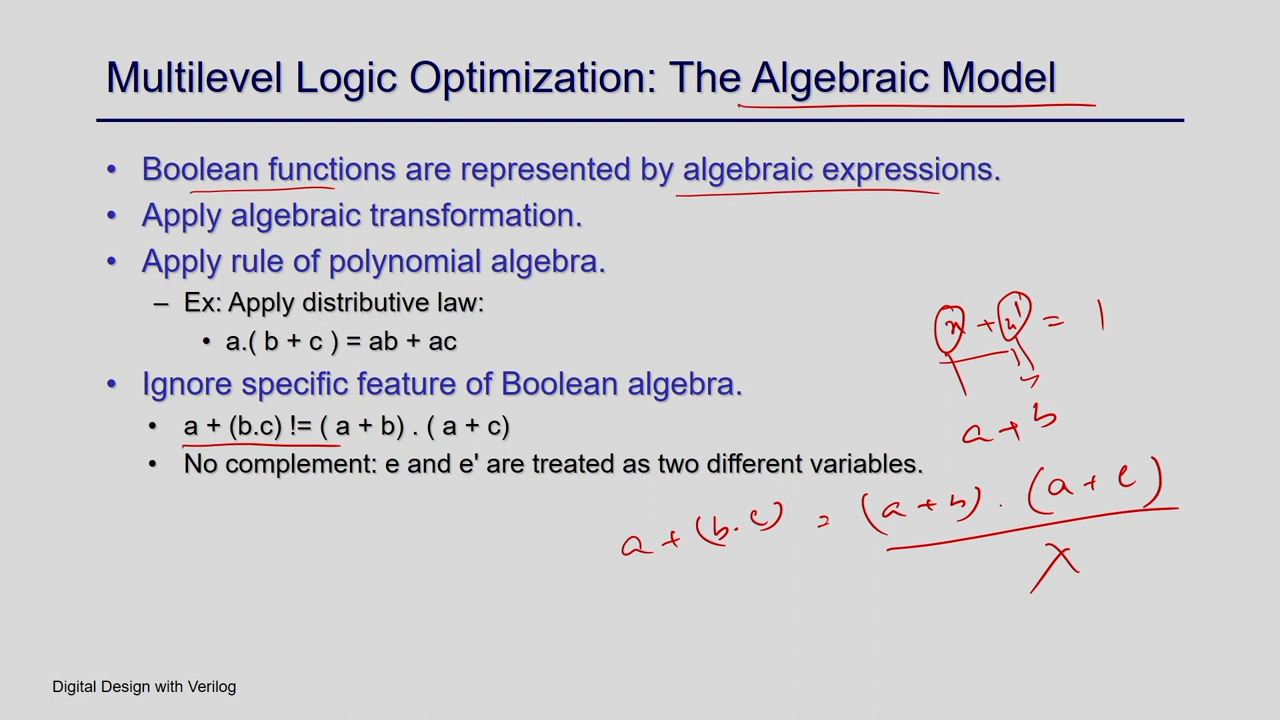 Multilevel Logic Optimization: The Algebraic Model
• Boolean functions are represented by algebraic expressions.
• Apply algebraic transformation.
• Apply rule of polynomial algebra.
– Ex: Apply distributive law:
• a.( b + c ) = ab + ac
x + x' = 1
• Ignore specific feature of Boolean algebra.
a + b
• a + (b.c) != ( a + b) . ( a + c)
• No complement: e and e' are treated as two different variables.
a + (b.c) = (a + b) . (a + c)
Digital Design with Verilog